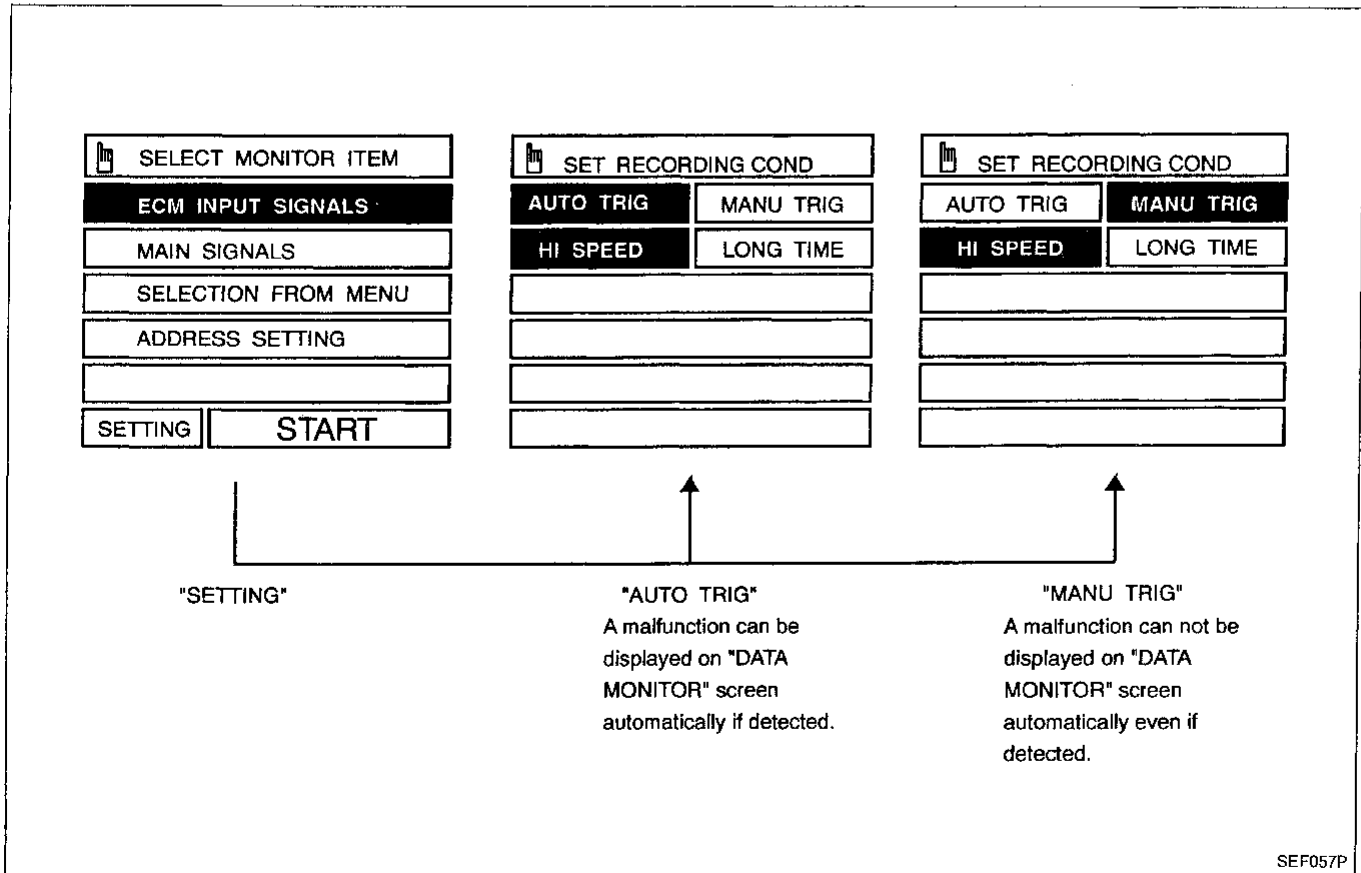 SELECT MONITOR ITEM
ECM INPUT SIGNALS
MAIN SIGNALS
SELECTION FROM MENU
ADDRESS SETTING
SETTING START
SET RECORDING COND
AUTO TRIG MANU TRIG
HI SPEED LONG TIME
SET RECORDING COND
AUTO TRIG MANU TRIG
HI SPEED LONG TIME
"SETTING"
"AUTO TRIG"
A malfunction can be
displayed on "DATA
MONITOR" screen
automatically if detected.
"MANU TRIG"
A malfunction can not be
displayed on "DATA
MONITOR" screen
automatically even if
detected.
SEF057P